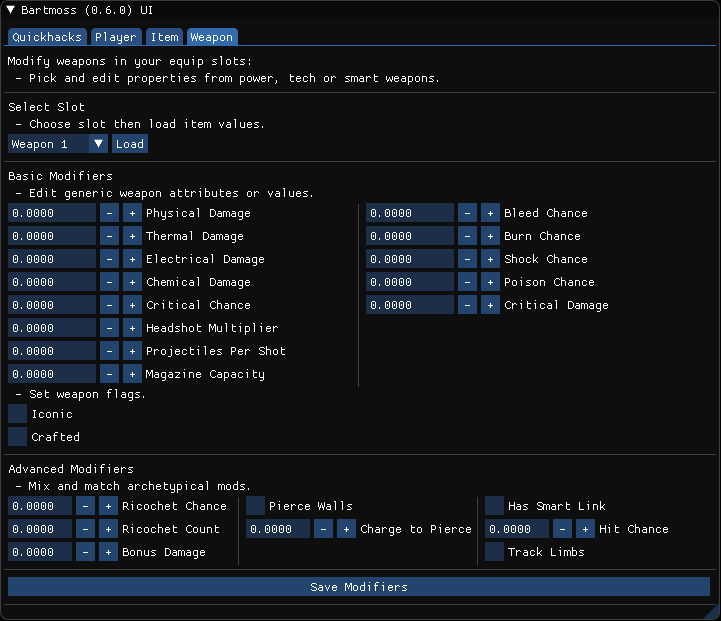 ▼ Bartmoss (0.6.0) UI
Quickhacks Player Item Weapon
Modify weapons in your equip slots:
- Pick and edit properties from power, tech or smart weapons.
Select Slot
- Choose slot then load item values.
Weapon 1 ▼ Load
Basic Modifiers
- Edit generic weapon attributes or values.
0.0000 - + Physical Damage 0.0000 - + Bleed Chance
0.0000 - + Thermal Damage 0.0000 - + Burn Chance
0.0000 - + Electrical Damage 0.0000 - + Shock Chance
0.0000 - + Chemical Damage 0.0000 - + Poison Chance
0.0000 - + Critical Chance 0.0000 - + Critical Damage
0.0000 - + Headshot Multiplier
0.0000 - + Projectiles Per Shot
0.0000 - + Magazine Capacity
- Set weapon flags.
Iconic
Crafted
Advanced Modifiers
- Mix and match archetypical mods.
0.0000 - + Ricochet Chance Pierce Walls Has Smart Link
0.0000 - + Ricochet Count 0.0000 - + Charge to Pierce 0.0000 - + Hit Chance
0.0000 - + Bonus Damage Track Limbs
Save Modifiers